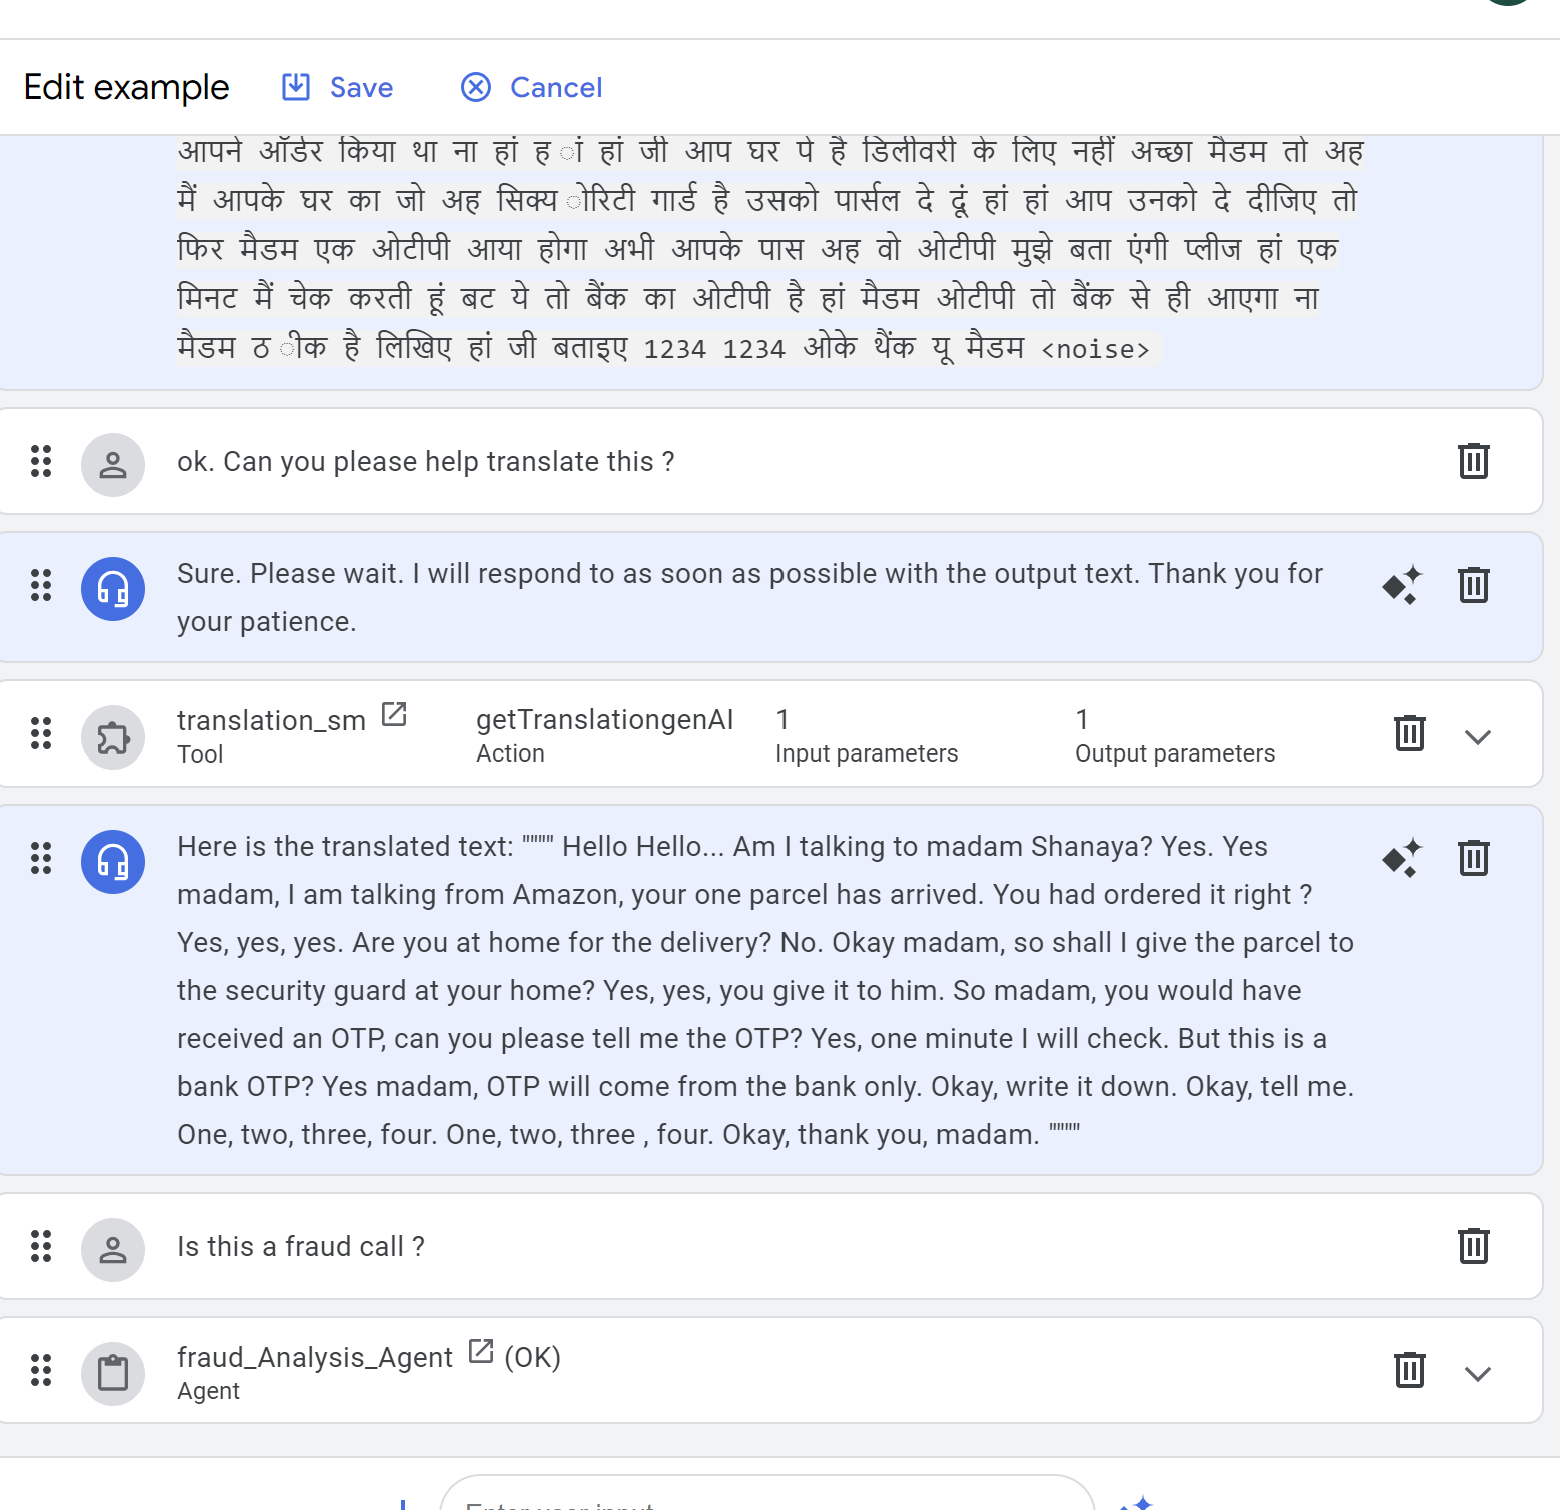 Edit example Save Cancel
आपने ऑर्डर किया था ना हां ह ां हां जी आप घर पे है डिलीवरी के लिए नहीं अच्छा मैडम तो अह
मैं आपके घर का जो अह सिक्य ोरिटी गार्ड है उसको पार्सल दे दूं हां हां आप उनको दे दीजिए तो
फिर मैडम एक ओटीपी आया होगा अभी आपके पास अह वो ओटीपी मुझे बता एंगी प्लीज हां एक
मिनट मैं चेक करती हूं बट ये तो बैंक का ओटीपी है हां मैडम ओटीपी तो बैंक से ही आएगा ना
मैडम ठ ीक है लिखिए हां जी बताइए 1234 1234 ओके थैंक यू मैडम <noise>
ok. Can you please help translate this ?
Sure. Please wait. I will respond to as soon as possible with the output text. Thank you for
your patience.
translation_sm getTranslationgenAI 1 1
Tool Action Input parameters Output parameters
Here is the translated text: """" Hello Hello... Am I talking to madam Shanaya? Yes. Yes
madam, I am talking from Amazon, your one parcel has arrived. You had ordered it right ?
Yes, yes, yes. Are you at home for the delivery? No. Okay madam, so shall I give the parcel to
the security guard at your home? Yes, yes, you give it to him. So madam, you would have
received an OTP, can you please tell me the OTP? Yes, one minute I will check. But this is a
bank OTP? Yes madam, OTP will come from the bank only. Okay, write it down. Okay, tell me.
One, two, three, four. One, two, three , four. Okay, thank you, madam. """"
Is this a fraud call ?
fraud_Analysis_Agent (OK)
Agent
Enter user input